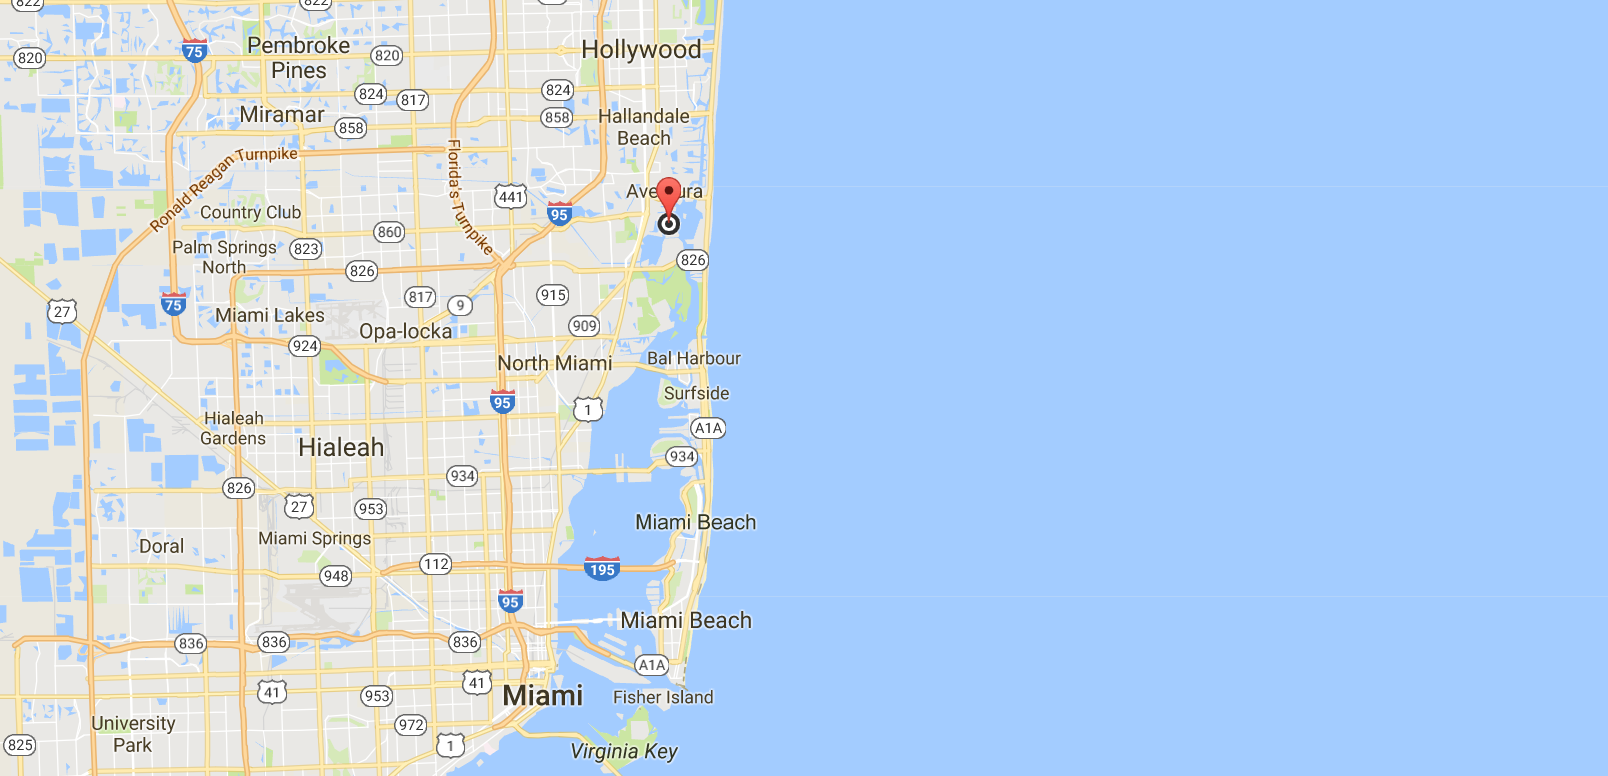 822
822
75
Pembroke
Pines
820
820
Hollywood
824
817
824
Miramar
858
858
Hallandale
Beach
Ronald Reagan Turnpike
Florida's Turnpike
441
95
Country Club
860
Palm Springs
North
823
826
826
27
75
817
9
915
Miami Lakes
Opa-locka
909
924
North Miami
Bal Harbour
Surfside
95
1
Hialeah
Gardens
A1A
Hialeah
934
934
826
27
953
Miami Beach
Miami Springs
Doral
112
948
195
95
Miami Beach
836
836
836
A1A
41
953
41
Miami
Fisher Island
University
Park
972
825
1
Virginia Key